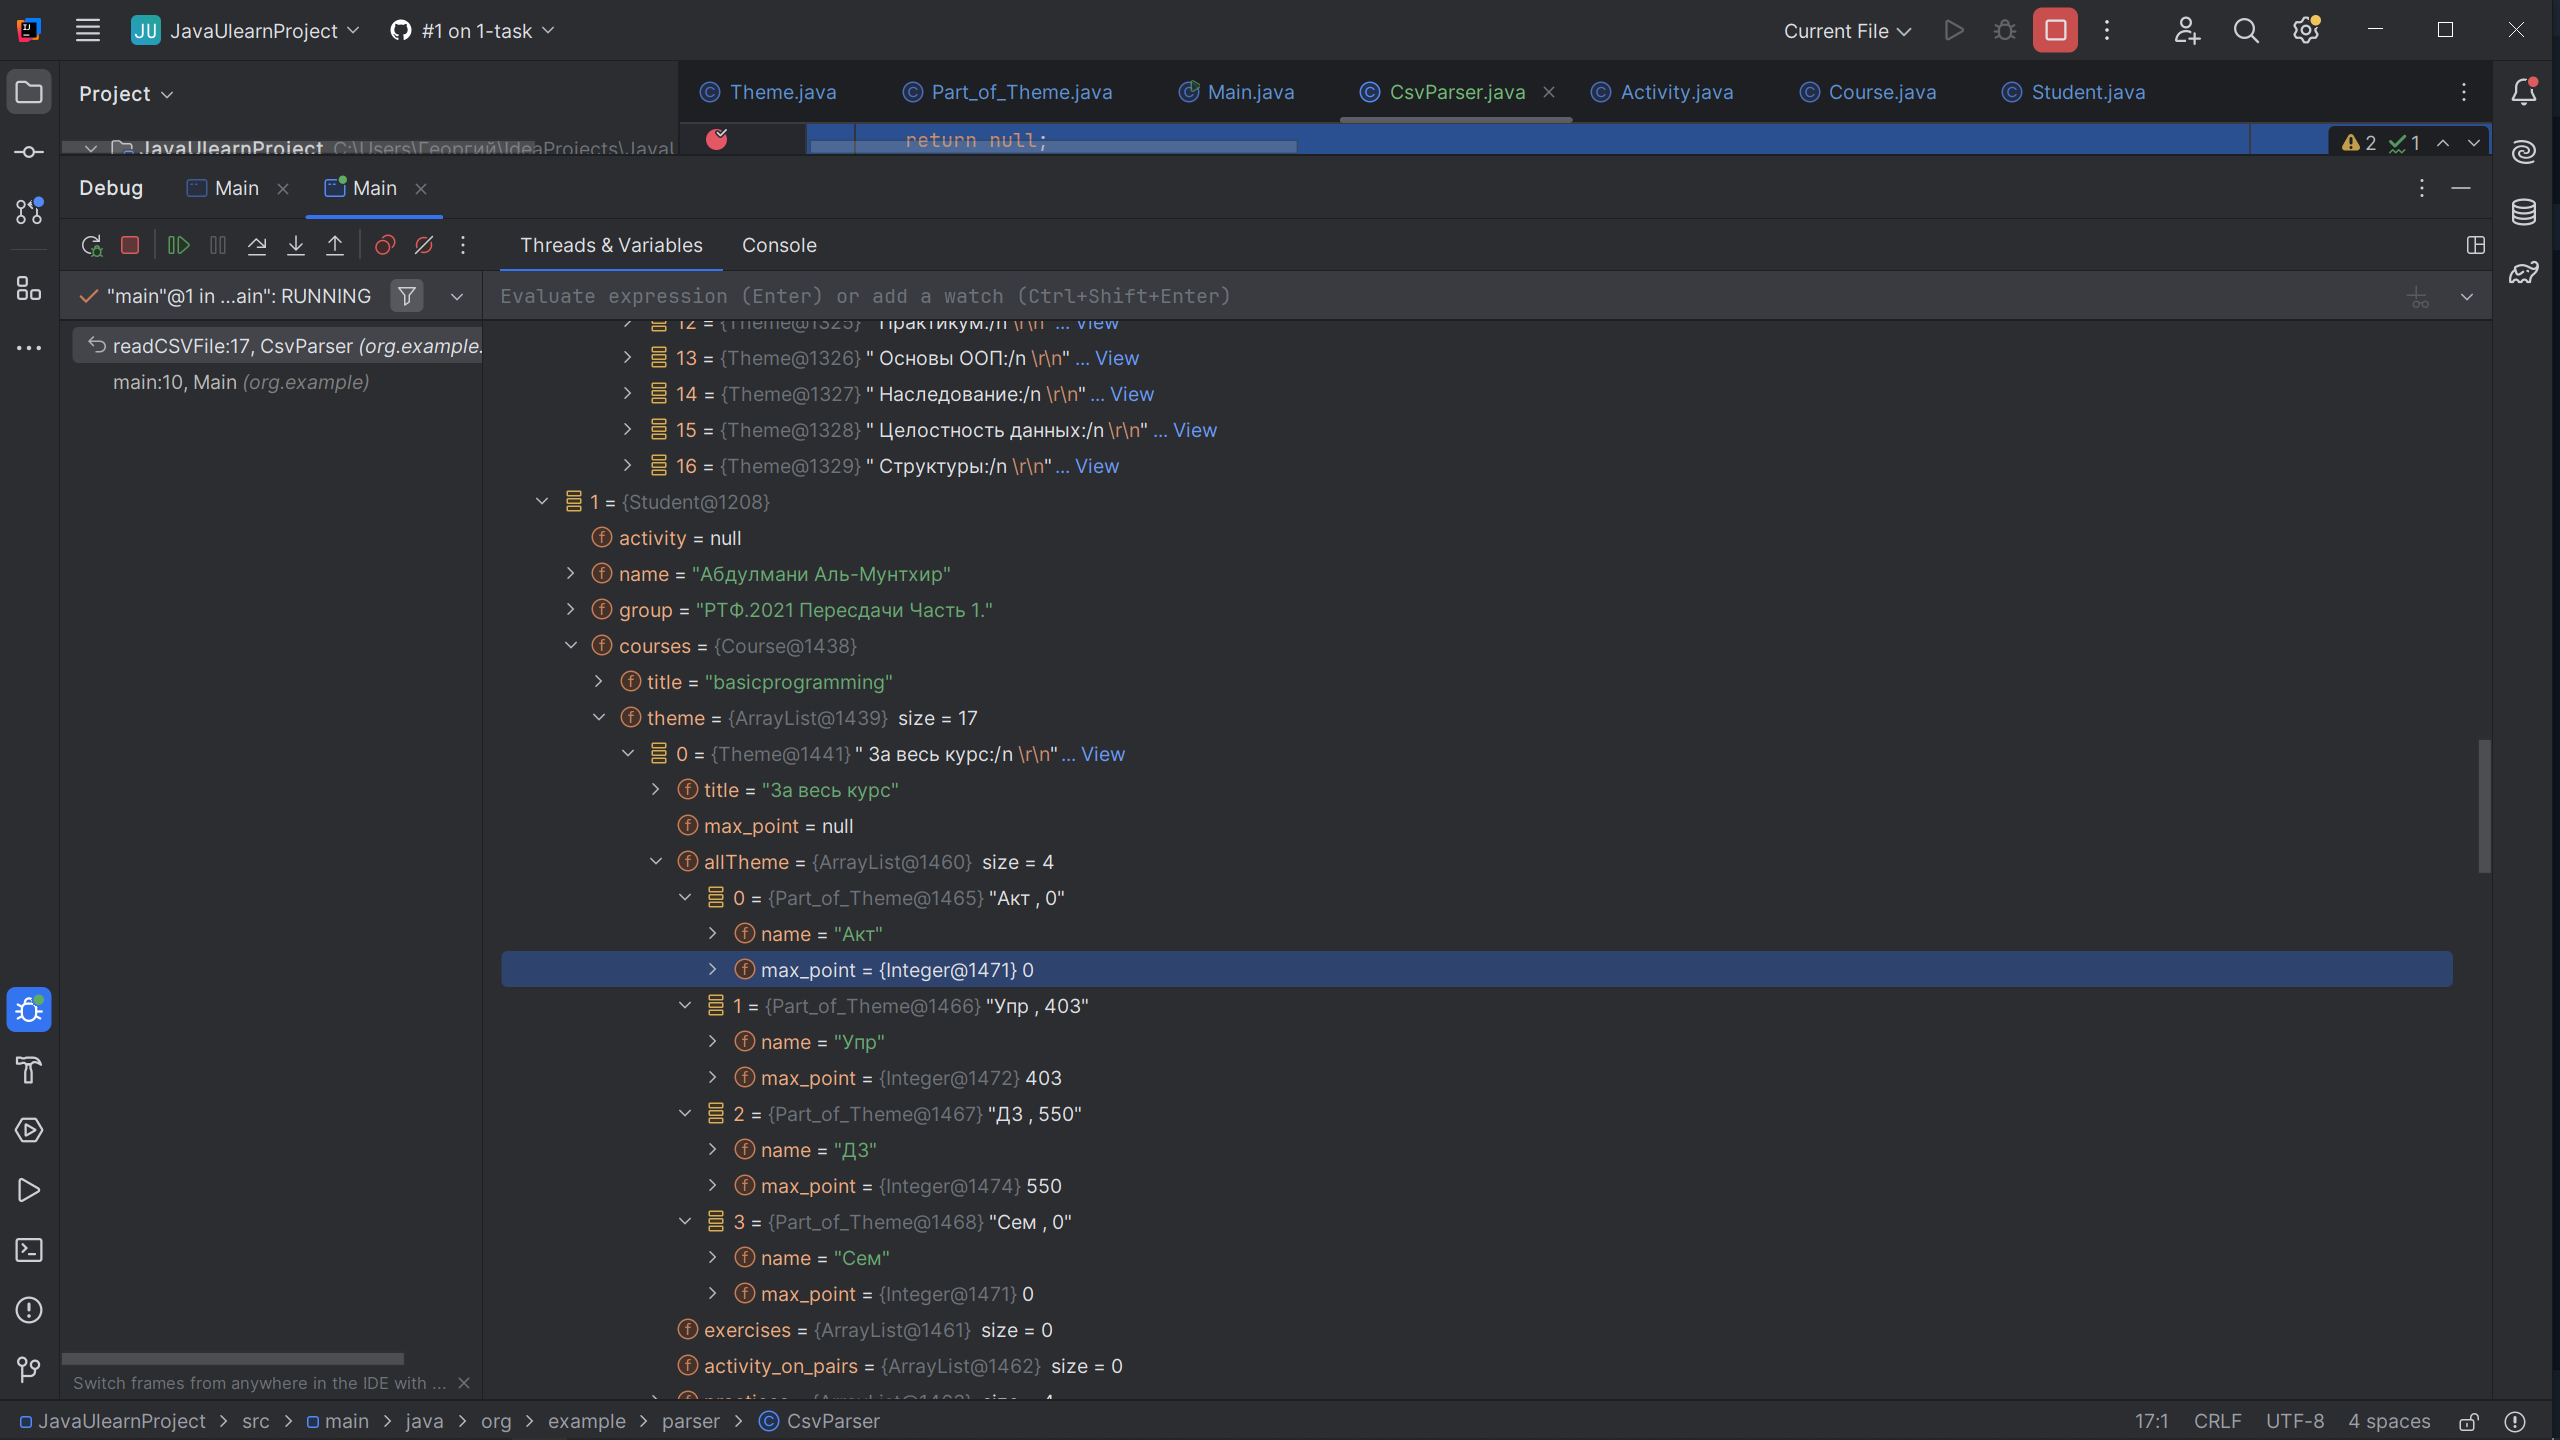 JU JavaUlearnProject #1 on 1-task Current File
Project
Theme.java Part_of_Theme.java Main.java CsvParser.java Activity.java Course.java Student.java
JavaUlearnProject C:\Users\Георгий\IdeaProjects\JavaU
return null;
2 1
Debug Main Main
Threads & Variables Console
"main"@1 in ...ain": RUNNING
Evaluate expression (Enter) or add a watch (Ctrl+Shift+Enter)
readCSVFile:17, CsvParser (org.example.
main:10, Main (org.example)
12 = {Theme@1325} " Практикум:/n \r\n" ... View
13 = {Theme@1326} " Основы ООП:/n \r\n" ... View
14 = {Theme@1327} " Наследование:/n \r\n" ... View
15 = {Theme@1328} " Целостность данных:/n \r\n" ... View
16 = {Theme@1329} " Структуры:/n \r\n" ... View
1 = {Student@1208}
activity = null
name = "Абдулмани Аль-Мунтхир"
group = "РТФ.2021 Пересдачи Часть 1."
courses = {Course@1438}
title = "basicprogramming"
theme = {ArrayList@1439} size = 17
0 = {Theme@1441} " За весь курс:/n \r\n" ... View
title = "За весь курс"
max_point = null
allTheme = {ArrayList@1460} size = 4
0 = {Part_of_Theme@1465} "Акт , 0"
name = "Акт"
max_point = {Integer@1471} 0
1 = {Part_of_Theme@1466} "Упр , 403"
name = "Упр"
max_point = {Integer@1472} 403
2 = {Part_of_Theme@1467} "ДЗ , 550"
name = "ДЗ"
max_point = {Integer@1474} 550
3 = {Part_of_Theme@1468} "Сем , 0"
name = "Сем"
max_point = {Integer@1471} 0
exercises = {ArrayList@1461} size = 0
activity_on_pairs = {ArrayList@1462} size = 0
practices = {ArrayList@1463} size = 4
Switch frames from anywhere in the IDE with ...
JavaUlearnProject > src > main > java > org > example > parser > CsvParser
17:1 CRLF UTF-8 4 spaces